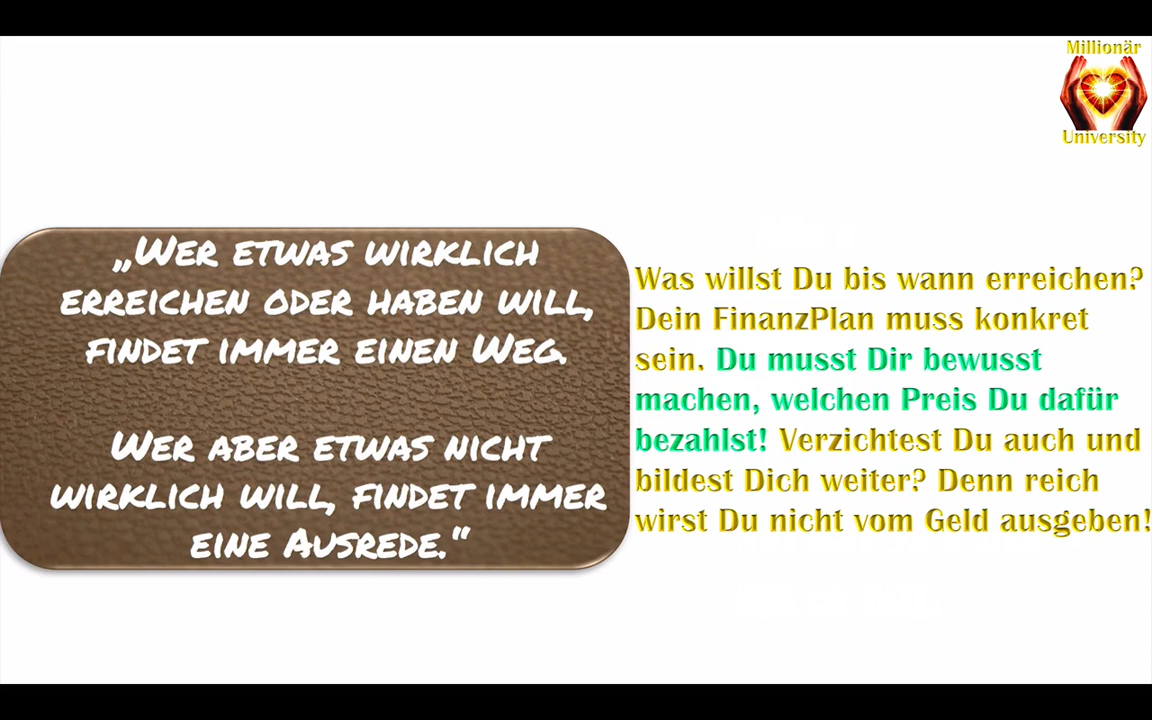 Millionär
University
„Wer etwas wirklich
erreichen oder haben will,
findet immer einen Weg.
Wer aber etwas nicht
wirklich will, findet immer
eine Ausrede.“
Was willst Du bis wann erreichen?
Dein FinanzPlan muss konkret
sein. Du musst Dir bewusst
machen, welchen Preis Du dafür
bezahlst! Verzichtest Du auch und
bildest Dich weiter? Denn reich
wirst Du nicht vom Geld ausgeben!